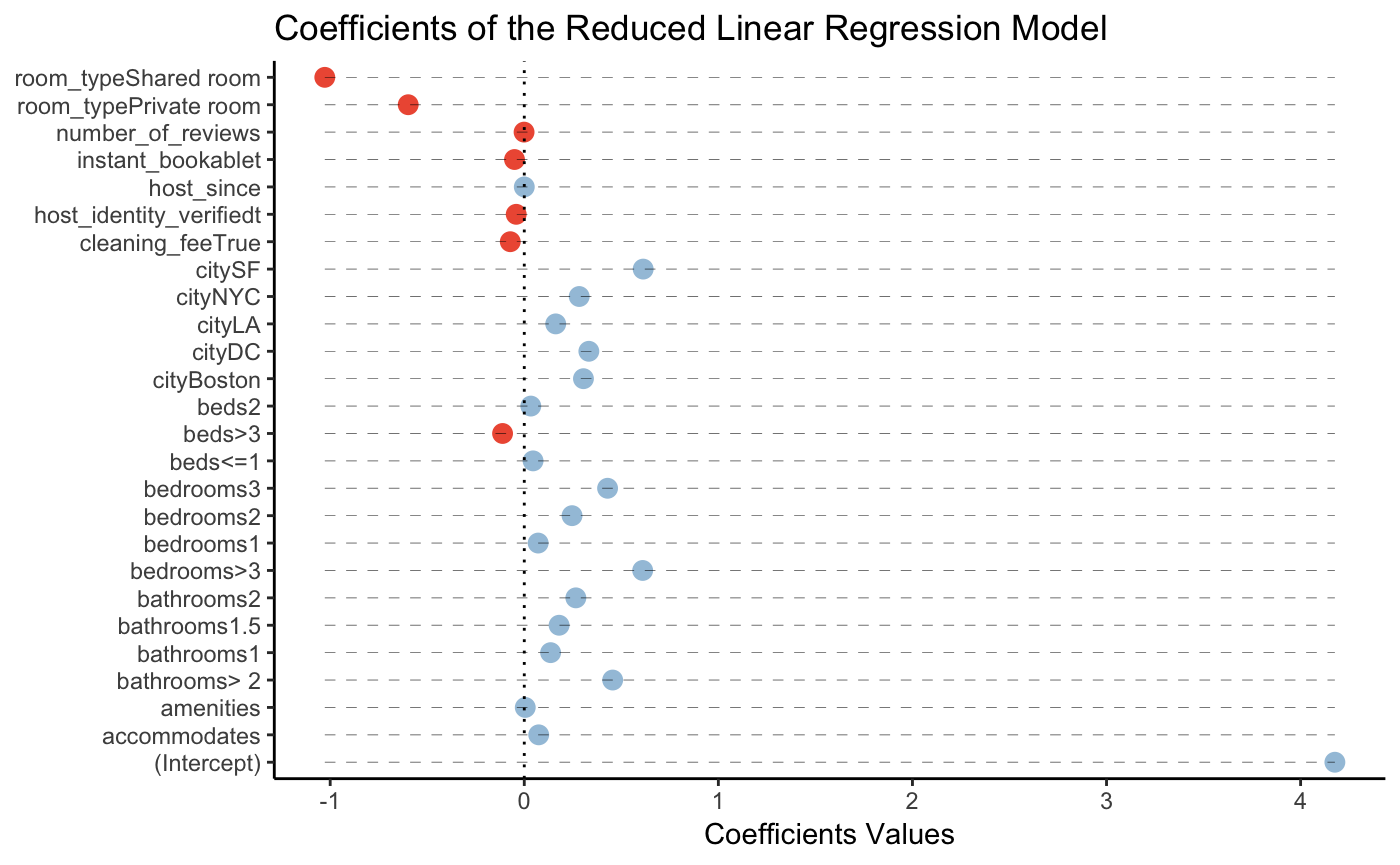 Coefficients of the Reduced Linear Regression Model
room_typeShared room
room_typePrivate room
number_of_reviews
instant_bookablet
host_since
host_identity_verifiedt
cleaning_feeTrue
citySF
cityNYC
cityLA
cityDC
cityBoston
beds2
beds>3
beds<=1
bedrooms3
bedrooms2
bedrooms1
bedrooms>3
bathrooms2
bathrooms1.5
bathrooms1
bathrooms> 2
amenities
accommodates
(Intercept)
-1 0 1 2 3 4
Coefficients Values